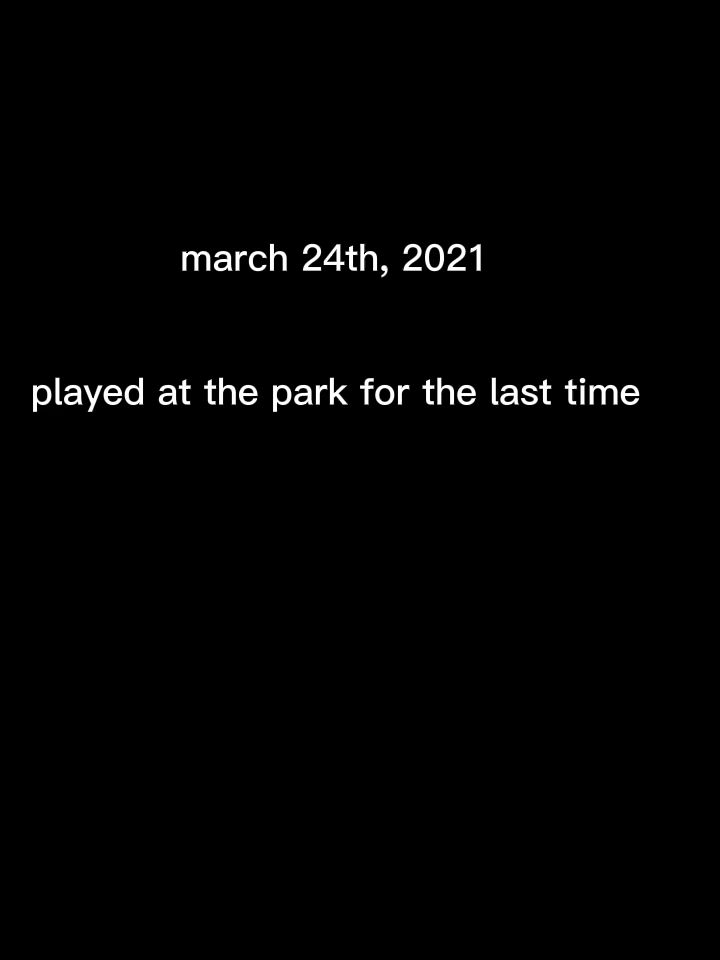 march 24th, 2021
played at the park for the last time